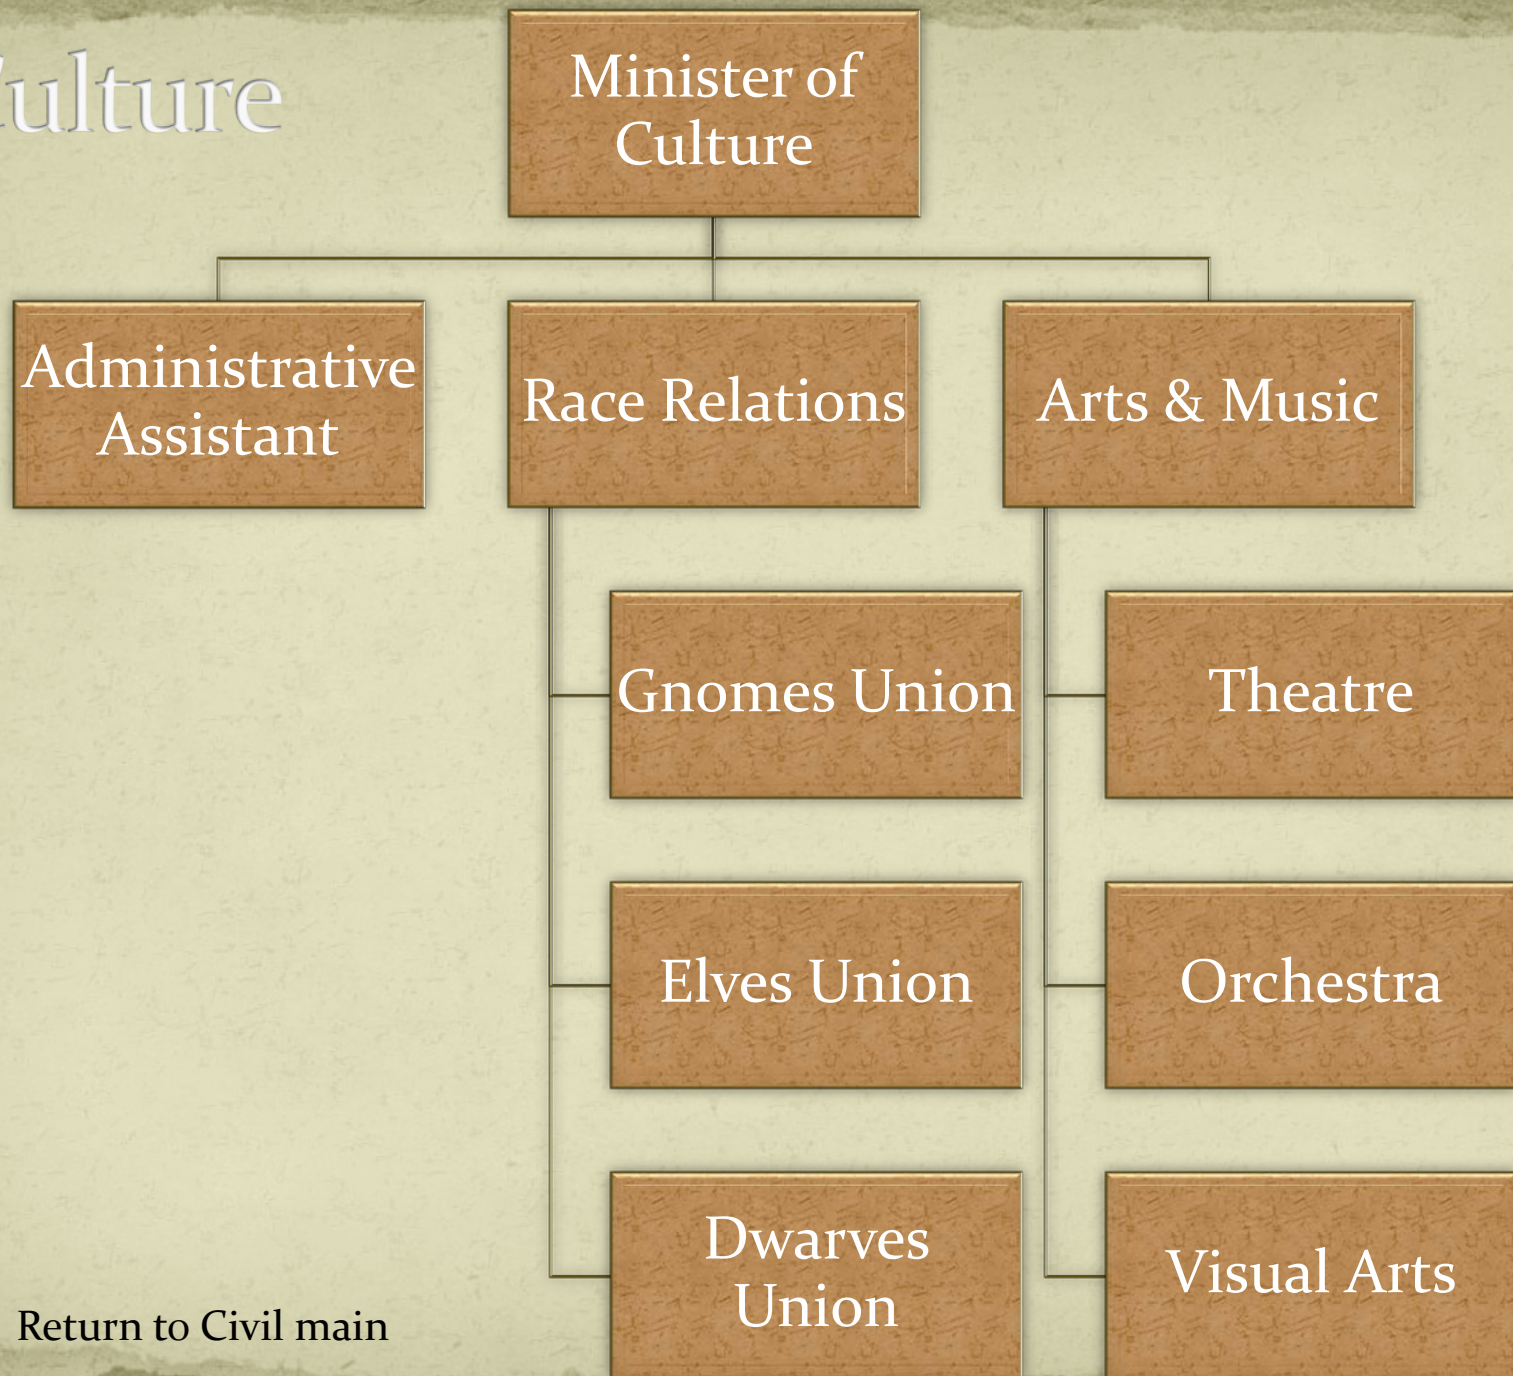 Culture
Minister of
Culture
Administrative
Assistant
Race Relations
Arts & Music
Gnomes Union
Theatre
Elves Union
Orchestra
Dwarves
Union
Visual Arts
Return to Civil main